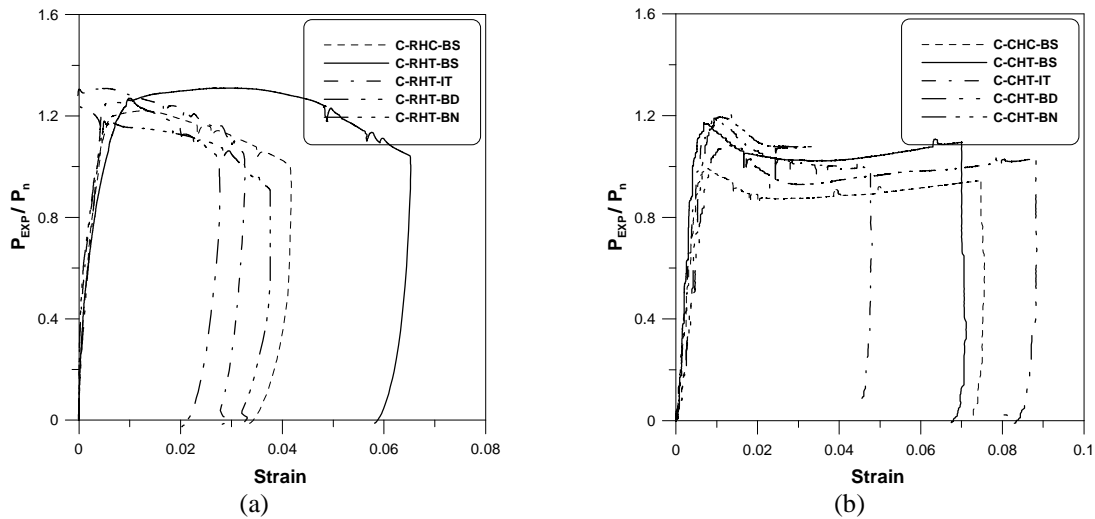 1.6
1.2
0.8
0.4
0
P_EXP / P_n
0 0.02 0.04 0.06 0.08
Strain
C-RHC-BS
C-RHT-BS
C-RHT-IT
C-RHT-BD
C-RHT-BN
(a)
1.6
1.2
0.8
0.4
0
P_EXP / P_n
0 0.02 0.04 0.06 0.08 0.1
Strain
C-CHC-BS
C-CHT-BS
C-CHT-IT
C-CHT-BD
C-CHT-BN
(b)